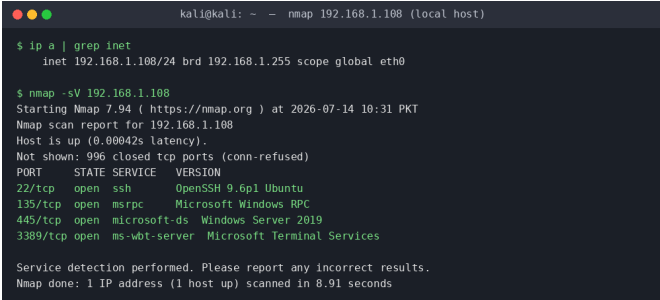 kali@kali: ~ — nmap 192.168.1.108 (local host)
$ ip a | grep inet
    inet 192.168.1.108/24 brd 192.168.1.255 scope global eth0
$ nmap -sV 192.168.1.108
Starting Nmap 7.94 ( https://nmap.org ) at 2026-07-14 10:31 PKT
Nmap scan report for 192.168.1.108
Host is up (0.00042s latency).
Not shown: 996 closed tcp ports (conn-refused)
PORT     STATE SERVICE   VERSION
22/tcp   open  ssh       OpenSSH 9.6p1 Ubuntu
135/tcp  open  msrpc     Microsoft Windows RPC
445/tcp  open  microsoft-ds  Windows Server 2019
3389/tcp open  ms-wbt-server  Microsoft Terminal Services
Service detection performed. Please report any incorrect results.
Nmap done: 1 IP address (1 host up) scanned in 8.91 seconds